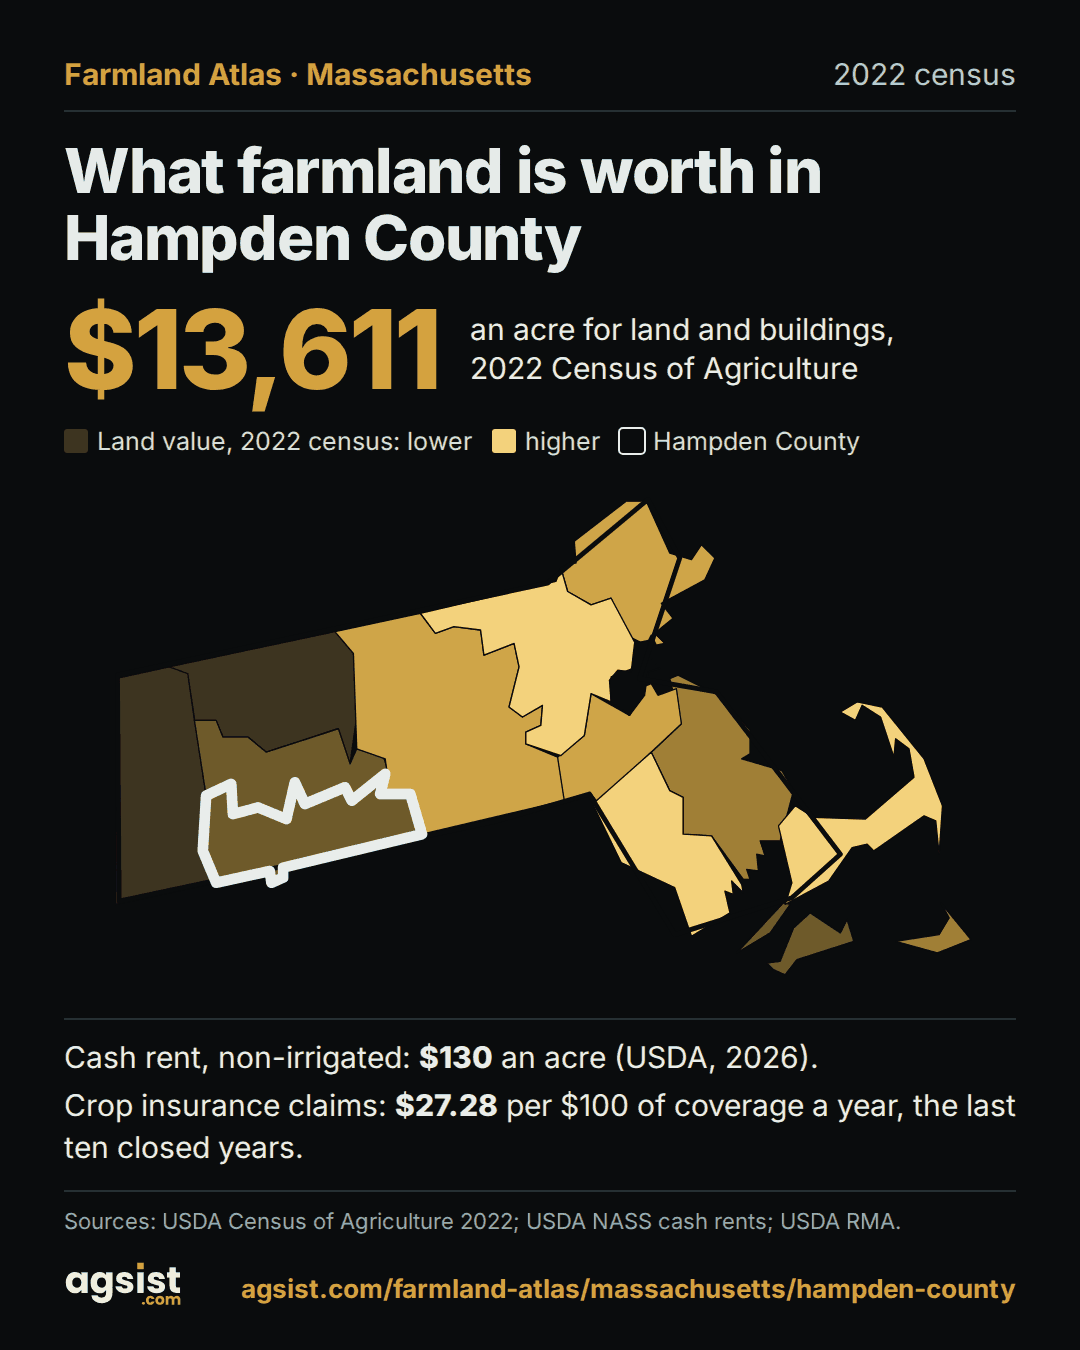 Farmland Atlas · Massachusetts
2022 census
What farmland is worth in
Hampden County
$13,611
an acre for land and buildings,
2022 Census of Agriculture
Land value, 2022 census: lower
higher
Hampden County
Cash rent, non-irrigated: $130 an acre (USDA, 2026).
Crop insurance claims: $27.28 per $100 of coverage a year, the last
ten closed years.
Sources: USDA Census of Agriculture 2022; USDA NASS cash rents; USDA RMA.
agsist
.com
agsist.com/farmland-atlas/massachusetts/hampden-county